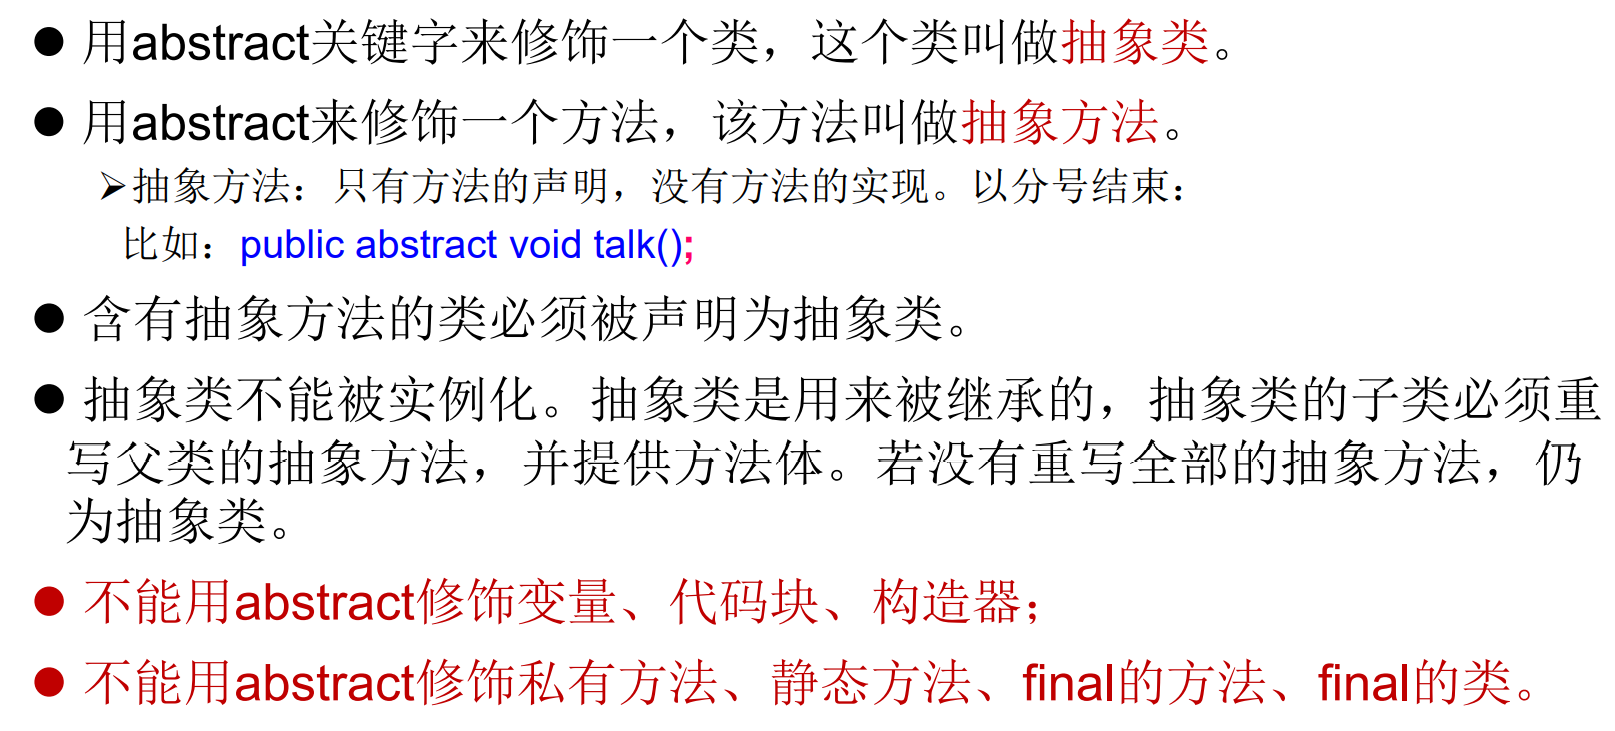 ● 用abstract关键字来修饰一个类，这个类叫做抽象类。
● 用abstract来修饰一个方法，该方法叫做抽象方法。
➢抽象方法：只有方法的声明，没有方法的实现。以分号结束：
比如：public abstract void talk();
● 含有抽象方法的类必须被声明为抽象类。
● 抽象类不能被实例化。抽象类是用来被继承的，抽象类的子类必须重
写父类的抽象方法，并提供方法体。若没有重写全部的抽象方法，仍
为抽象类。
● 不能用abstract修饰变量、代码块、构造器；
● 不能用abstract修饰私有方法、静态方法、final的方法、final的类。